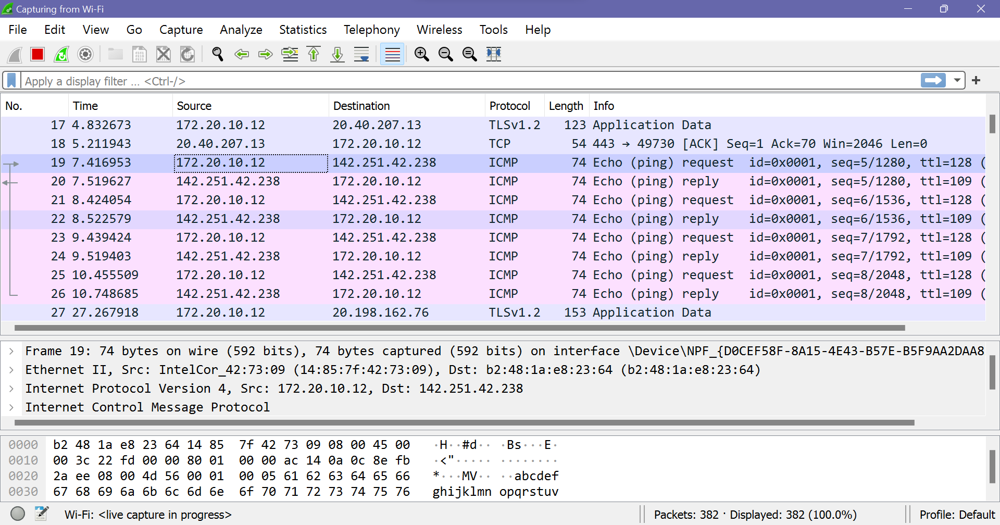 Capturing from Wi-Fi
File Edit View Go Capture Analyze Statistics Telephony Wireless Tools Help
Apply a display filter ... <Ctrl-/>
No. Time Source Destination Protocol Length Info
17 4.832673 172.20.10.12 20.40.207.13 TLSv1.2 123 Application Data
18 5.211943 20.40.207.13 172.20.10.12 TCP 54 443 → 49730 [ACK] Seq=1 Ack=70 Win=2046 Len=0
19 7.416953 172.20.10.12 142.251.42.238 ICMP 74 Echo (ping) request id=0x0001, seq=5/1280, ttl=128 (
20 7.519627 142.251.42.238 172.20.10.12 ICMP 74 Echo (ping) reply id=0x0001, seq=5/1280, ttl=109 (
21 8.424054 172.20.10.12 142.251.42.238 ICMP 74 Echo (ping) request id=0x0001, seq=6/1536, ttl=128 (
22 8.522579 142.251.42.238 172.20.10.12 ICMP 74 Echo (ping) reply id=0x0001, seq=6/1536, ttl=109 (
23 9.439424 172.20.10.12 142.251.42.238 ICMP 74 Echo (ping) request id=0x0001, seq=7/1792, ttl=128 (
24 9.519403 142.251.42.238 172.20.10.12 ICMP 74 Echo (ping) reply id=0x0001, seq=7/1792, ttl=109 (
25 10.455509 172.20.10.12 142.251.42.238 ICMP 74 Echo (ping) request id=0x0001, seq=8/2048, ttl=128 (
26 10.748685 142.251.42.238 172.20.10.12 ICMP 74 Echo (ping) reply id=0x0001, seq=8/2048, ttl=109 (
27 27.267918 172.20.10.12 20.198.162.76 TLSv1.2 153 Application Data
Frame 19: 74 bytes on wire (592 bits), 74 bytes captured (592 bits) on interface \Device\NPF_{D0CEF58F-8A15-4E43-B57E-B5F9AA2DAA8
Ethernet II, Src: IntelCor_42:73:09 (14:85:7f:42:73:09), Dst: b2:48:1a:e8:23:64 (b2:48:1a:e8:23:64)
Internet Protocol Version 4, Src: 172.20.10.12, Dst: 142.251.42.238
Internet Control Message Protocol
0000 b2 48 1a e8 23 64 14 85 7f 42 73 09 08 00 45 00 ·H··#d·· ·Bs···E·
0010 00 3c 22 fd 00 00 80 01 00 00 ac 14 0a 0c 8e fb ·<"····· ········
0020 2a ee 08 00 4d 56 00 01 00 05 61 62 63 64 65 66 *···MV·· ··abcdef
0030 67 68 69 6a 6b 6c 6d 6e 6f 70 71 72 73 74 75 76 ghijklmn opqrstuv
Wi-Fi: <live capture in progress> Packets: 382 · Displayed: 382 (100.0%) Profile: Default